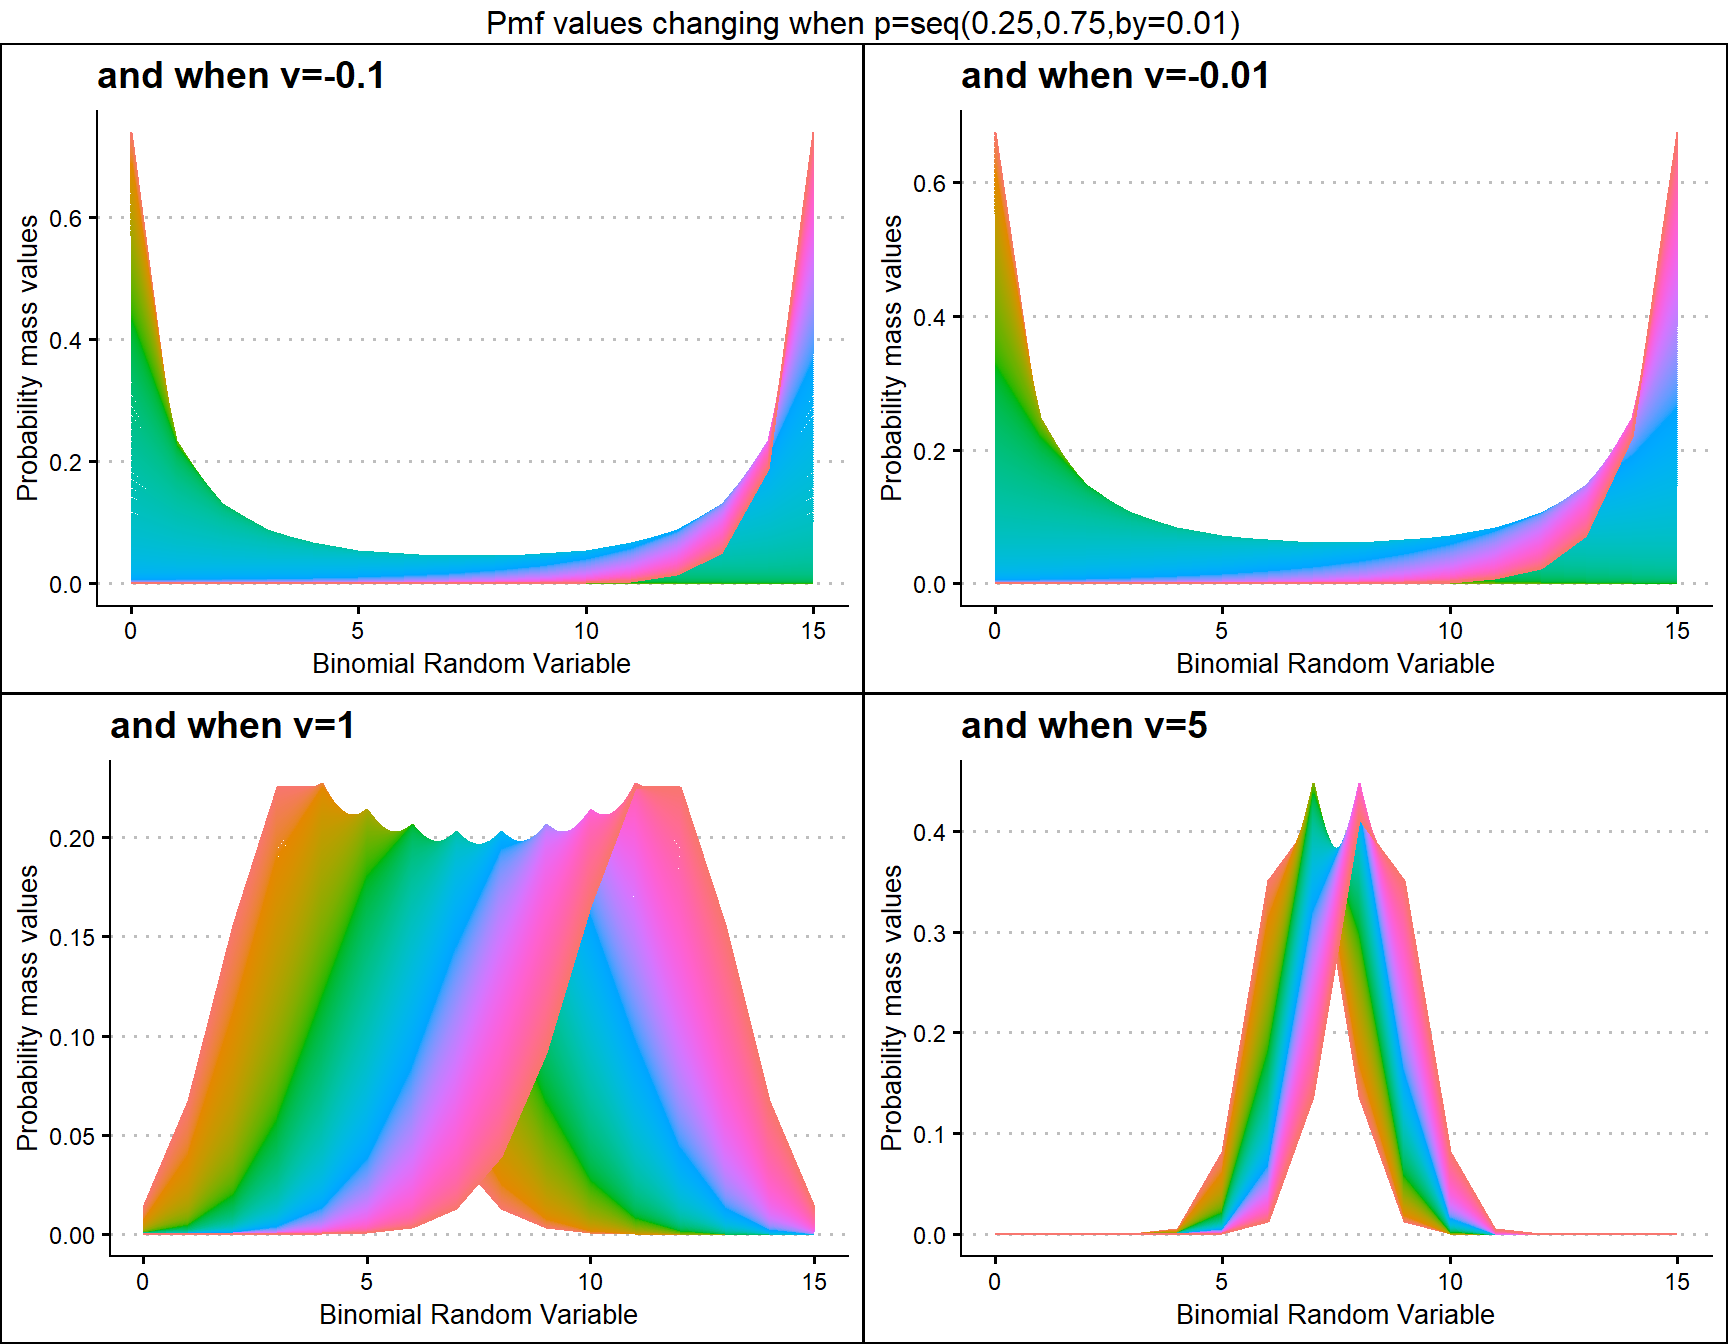 Pmf values changing when p=seq(0.25,0.75,by=0.01)
and when v=-0.1
Probability mass values
0.6
0.4
0.2
0.0
0 5 10 15
Binomial Random Variable
and when v=-0.01
Probability mass values
0.6
0.4
0.2
0.0
0 5 10 15
Binomial Random Variable
and when v=1
Probability mass values
0.20
0.15
0.10
0.05
0.00
0 5 10 15
Binomial Random Variable
and when v=5
Probability mass values
0.4
0.3
0.2
0.1
0.0
0 5 10 15
Binomial Random Variable